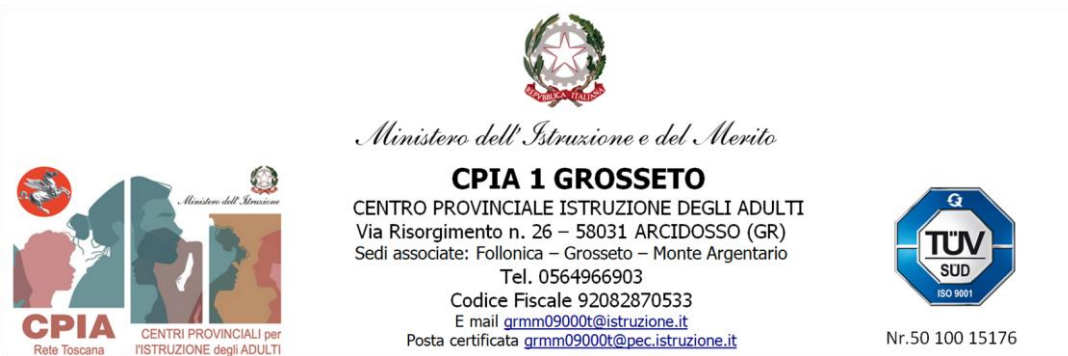 REPVBBLICA ITALIANA
Ministero dell'Istruzione e del Merito
CPIA 1 GROSSETO
CENTRO PROVINCIALE ISTRUZIONE DEGLI ADULTI
Via Risorgimento n. 26 – 58031 ARCIDOSSO (GR)
Sedi associate: Follonica – Grosseto – Monte Argentario
Tel. 0564966903
Codice Fiscale 92082870533
E mail grmm09000t@istruzione.it
Posta certificata grmm09000t@pec.istruzione.it
Ministero dell'Istruzione
CPIA
Rete Toscana
CENTRI PROVINCIALI per
l'ISTRUZIONE degli ADULTI
Q
TÜV
SÜD
ISO 9001
Nr.50 100 15176